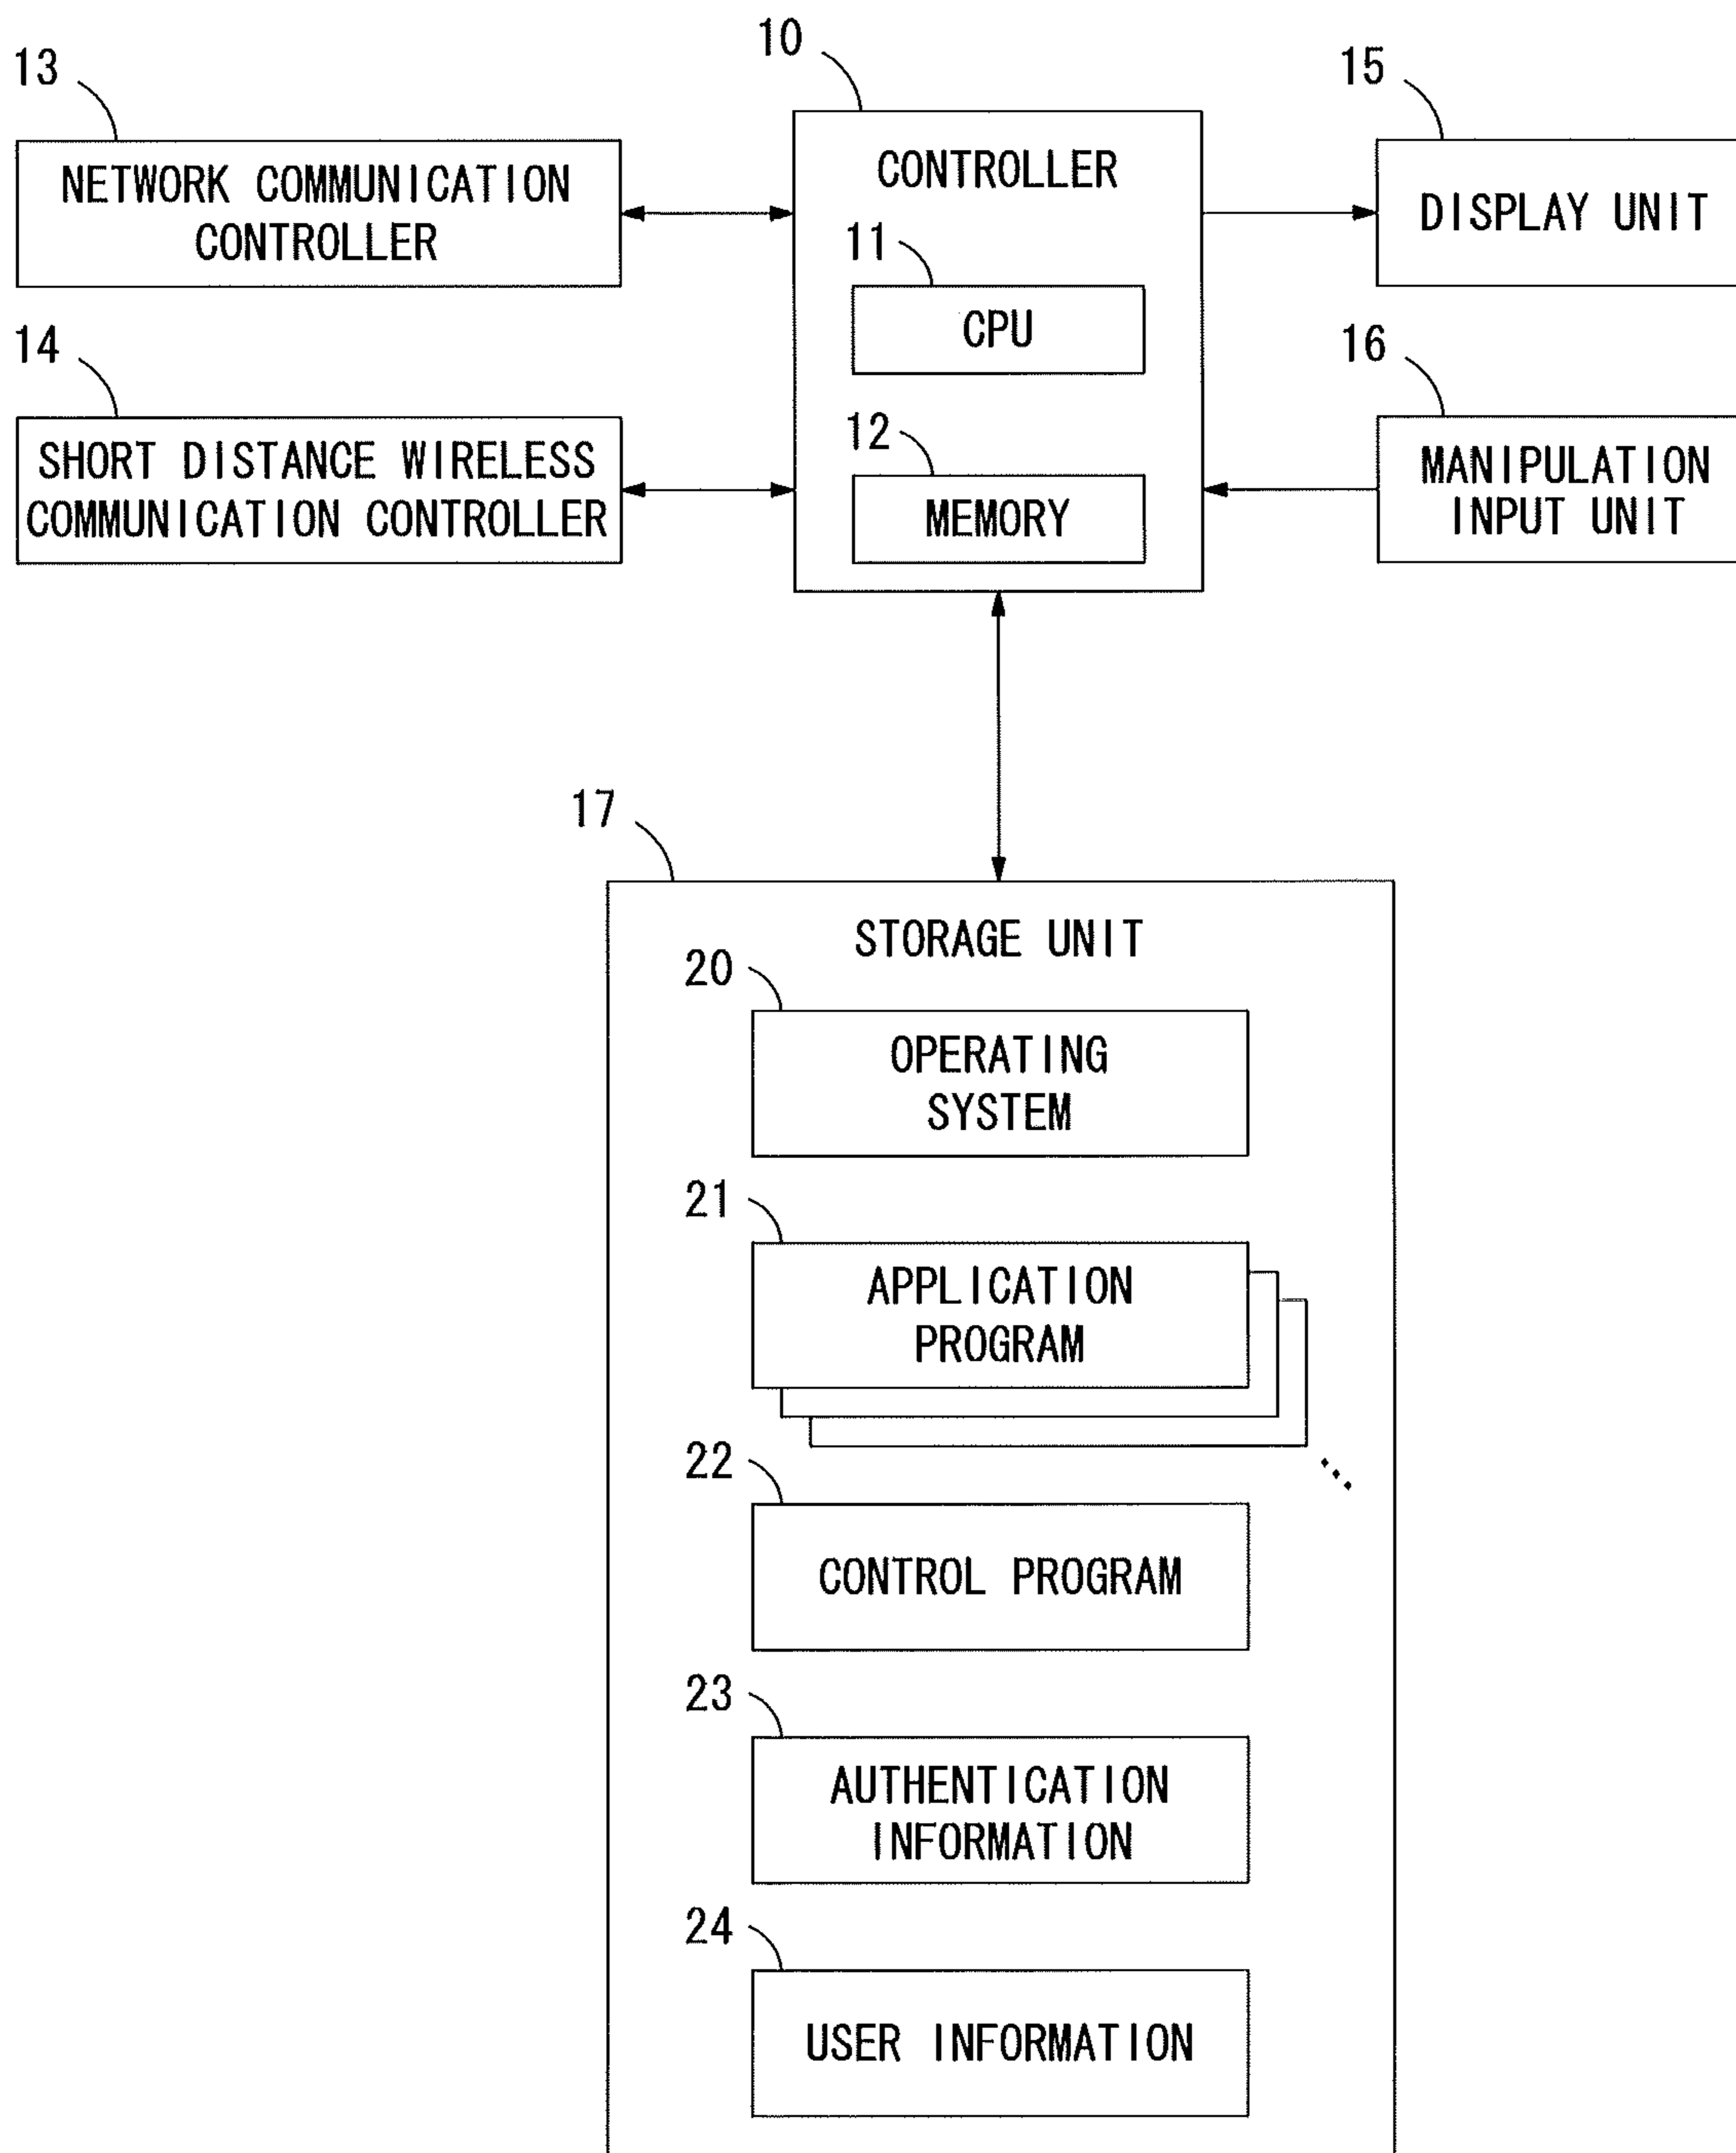 13
NETWORK COMMUNICATION
CONTROLLER
14
SHORT DISTANCE WIRELESS
COMMUNICATION CONTROLLER
10
CONTROLLER
11
CPU
12
MEMORY
15
DISPLAY UNIT
16
MANIPULATION
INPUT UNIT
17
STORAGE UNIT
20
OPERATING
SYSTEM
21
APPLICATION
PROGRAM
22
CONTROL PROGRAM
23
AUTHENTICATION
INFORMATION
24
USER INFORMATION